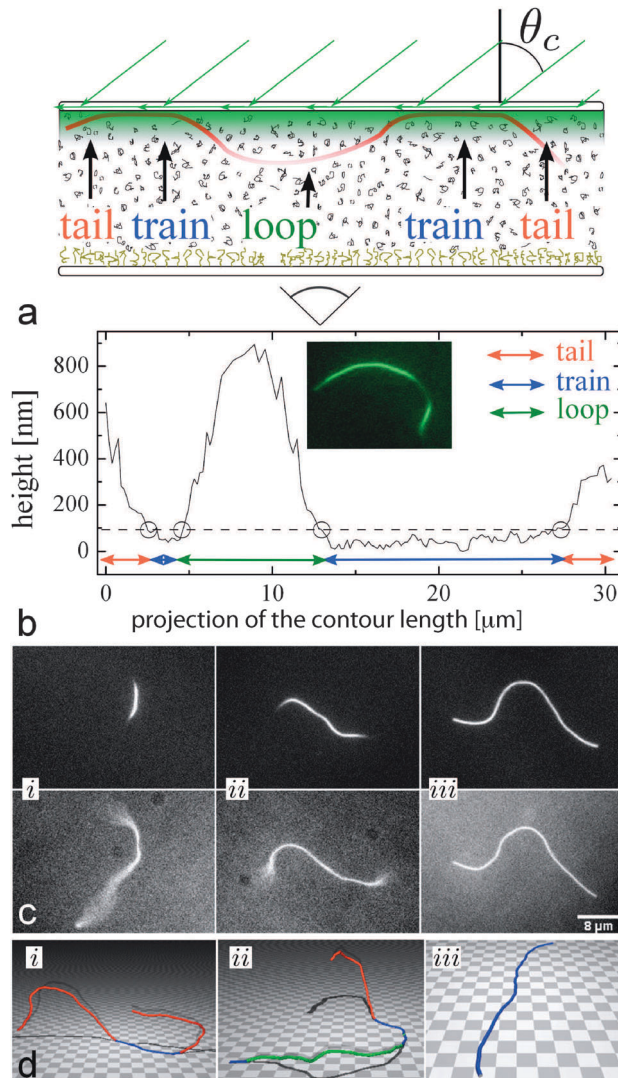 θc
tail train loop train tail
a
800
600
400
200
0
height [nm]
tail
train
loop
0 10 20 30
projection of the contour length [μm]
b
i ii iii
c
8 μm
i ii iii
d